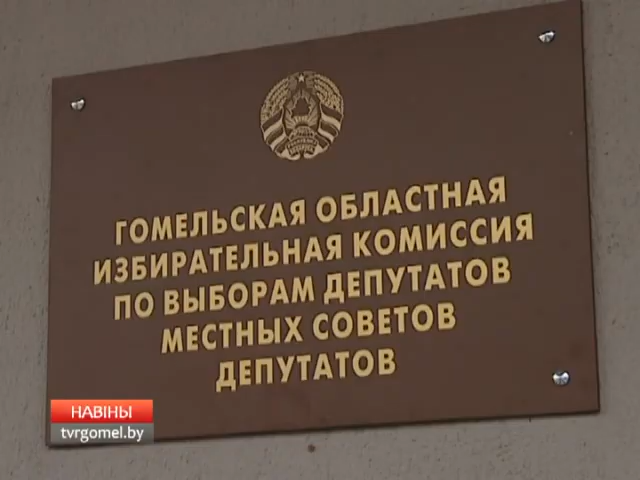 ГОМЕЛЬСКАЯ ОБЛАСТНАЯ
ИЗБИРАТЕЛЬНАЯ КОМИССИЯ
ПО ВЫБОРАМ ДЕПУТАТОВ
МЕСТНЫХ СОВЕТОВ
ДЕПУТАТОВ
НАВІНЫ
tvrgomel.by